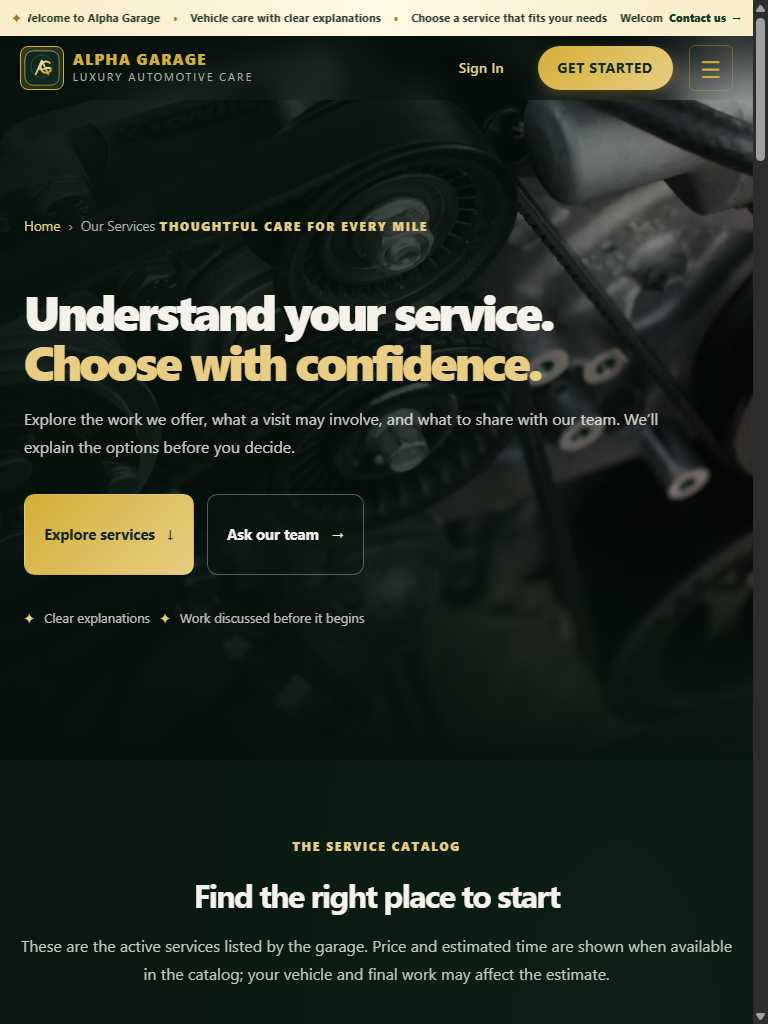 ✦ Welcome to Alpha Garage • Vehicle care with clear explanations • Choose a service that fits your needs Welcom Contact us →
ALPHA GARAGE
LUXURY AUTOMOTIVE CARE
Sign In
GET STARTED
Home › Our Services THOUGHTFUL CARE FOR EVERY MILE
Understand your service.
Choose with confidence.
Explore the work we offer, what a visit may involve, and what to share with our team. We’ll
explain the options before you decide.
Explore services ↓
Ask our team →
✦ Clear explanations ✦ Work discussed before it begins
THE SERVICE CATALOG
Find the right place to start
These are the active services listed by the garage. Price and estimated time are shown when available
in the catalog; your vehicle and final work may affect the estimate.